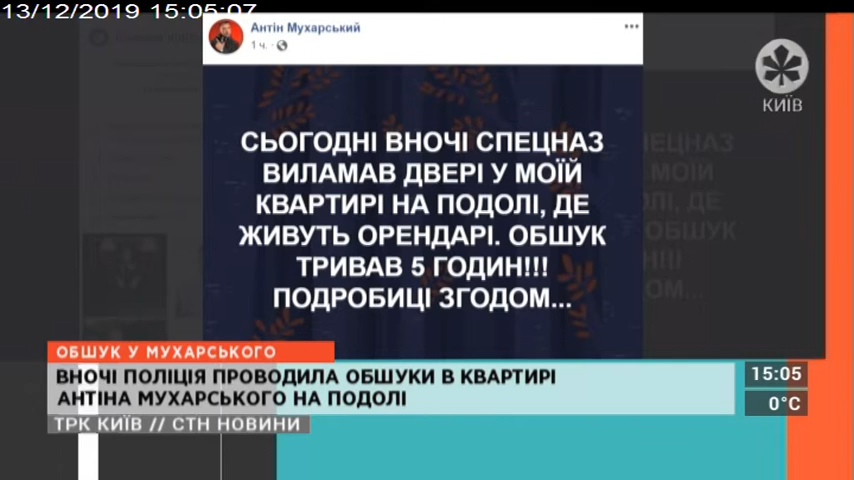 13/12/2019 15:05:07
Антін Мухарський
1 ч.
КИЇВ
СЬОГОДНІ ВНОЧІ СПЕЦНАЗ
ВИЛАМАВ ДВЕРІ У МОЇЙ
КВАРТИРІ НА ПОДОЛІ, ДЕ
ЖИВУТЬ ОРЕНДАРІ. ОБШУК
ТРИВАВ 5 ГОДИН!!!
ПОДРОБИЦІ ЗГОДОМ...
ОБШУК У МУХАРСЬКОГО
ВНОЧІ ПОЛІЦІЯ ПРОВОДИЛА ОБШУКИ В КВАРТИРІ
АНТІНА МУХАРСЬКОГО НА ПОДОЛІ
15:05
0°C
ТРК КИЇВ // СТН НОВИНИ